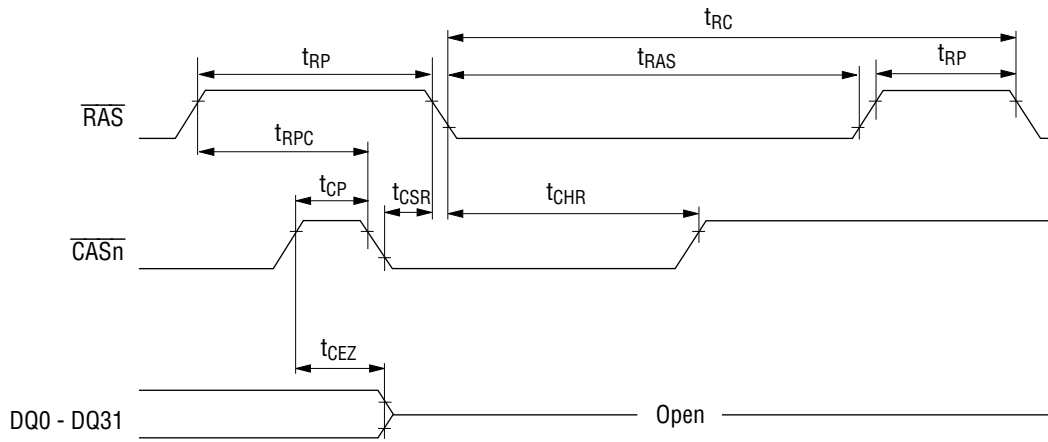 tRC
tRP
tRAS
tRP
RAS
tRPC
tCP
tCSR
tCHR
CASn
tCEZ
DQ0 - DQ31
Open